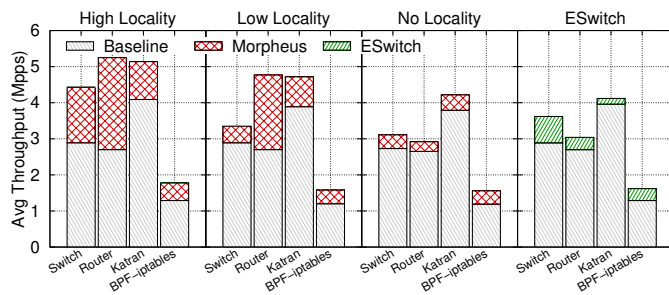 High Locality Low Locality No Locality ESwitch
Baseline Morpheus ESwitch
Avg Throughput (Mpps)
6
5
4
3
2
1
0
Switch Router Katran BPF-iptables Switch Router Katran BPF-iptables Switch Router Katran BPF-iptables Switch Router Katran BPF-iptables